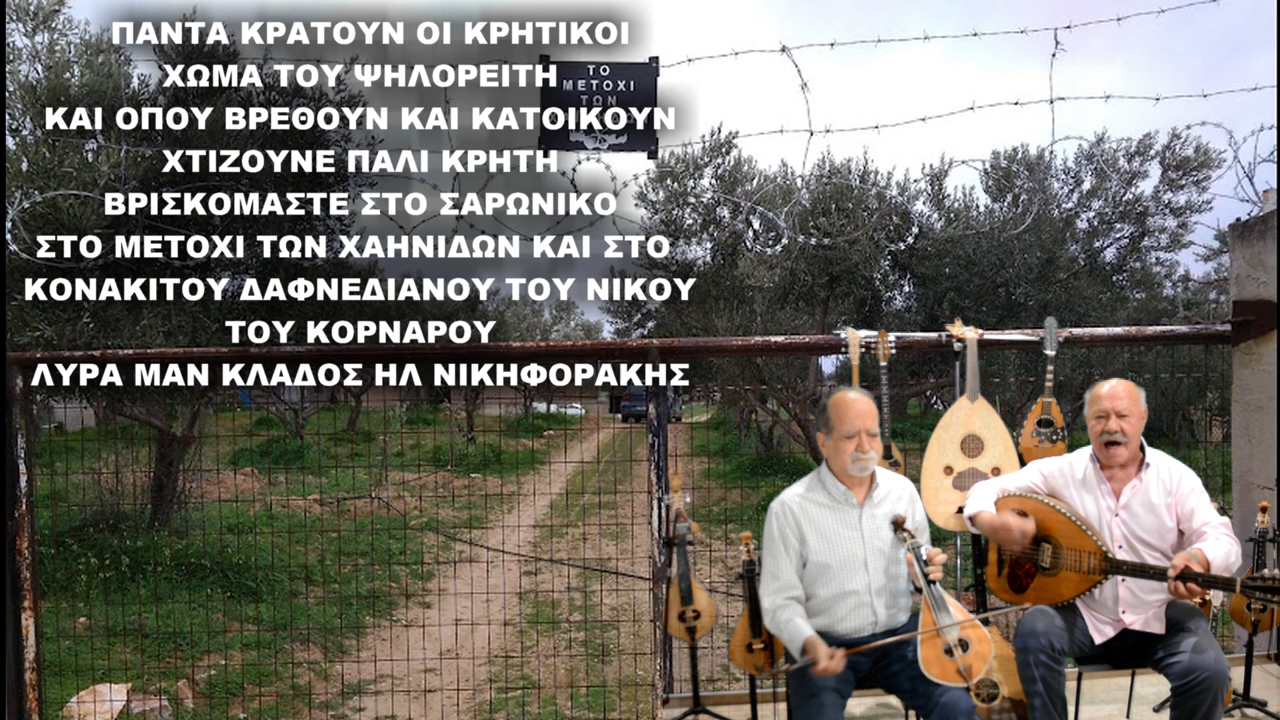 ΠΑΝΤΑ ΚΡΑΤΟΥΝ ΟΙ ΚΡΗΤΙΚΟΙ
ΧΩΜΑ ΤΟΥ ΨΗΛΟΡΕΙΤΗ
ΚΑΙ ΟΠΟΥ ΒΡΕΘΟΥΝ ΚΑΙ ΚΑΤΟΙΚΟΥΝ
ΧΤΙΖΟΥΝΕ ΠΑΛΙ ΚΡΗΤΗ
ΒΡΙΣΚΟΜΑΣΤΕ ΣΤΟ ΣΑΡΩΝΙΚΟ
ΣΤΟ ΜΕΤΟΧΙ ΤΩΝ ΧΑΗΝΙΔΩΝ ΚΑΙ ΣΤΟ
ΚΟΝΑΚΙΤΟΥ ΔΑΦΝΕΔΙΑΝΟΥ ΤΟΥ ΝΙΚΟΥ
ΤΟΥ ΚΟΡΝΑΡΟΥ
ΛΥΡΑ ΜΑΝ ΚΛΑΔΟΣ ΗΛ ΝΙΚΗΦΟΡΑΚΗΣ
ΤΟ
ΜΕΤΟΧΙ
ΤΩΝ